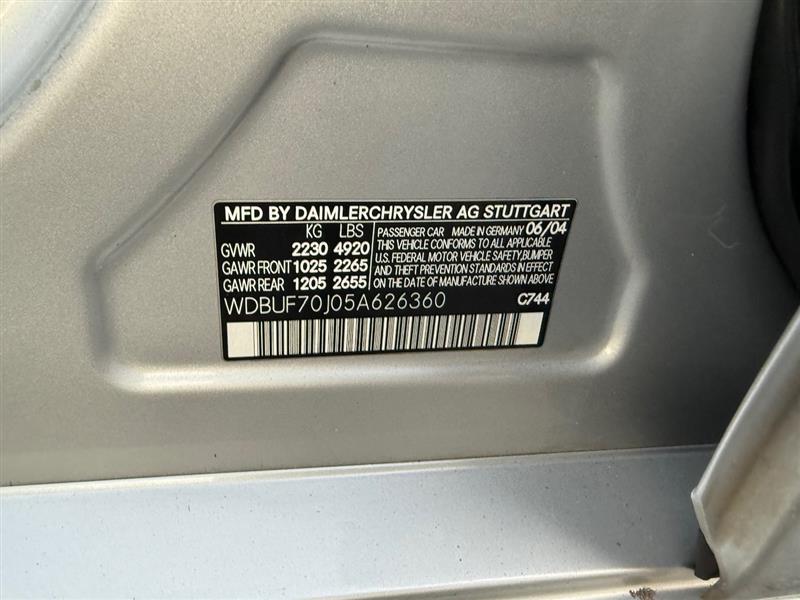 MFD BY DAIMLERCHRYSLER AG STUTTGART
KG LBS
GVWR 2230 4920
GAWR FRONT 1025 2265
GAWR REAR 1205 2655
PASSENGER CAR MADE IN GERMANY 06/04
THIS VEHICLE CONFORMS TO ALL APPLICABLE
U.S. FEDERAL MOTOR VEHICLE SAFETY,BUMPER
AND THEFT PREVENTION STANDARDS IN EFFECT
ON THE DATE OF MANUFACTURE SHOWN ABOVE
WDBUF70J05A626360
C744